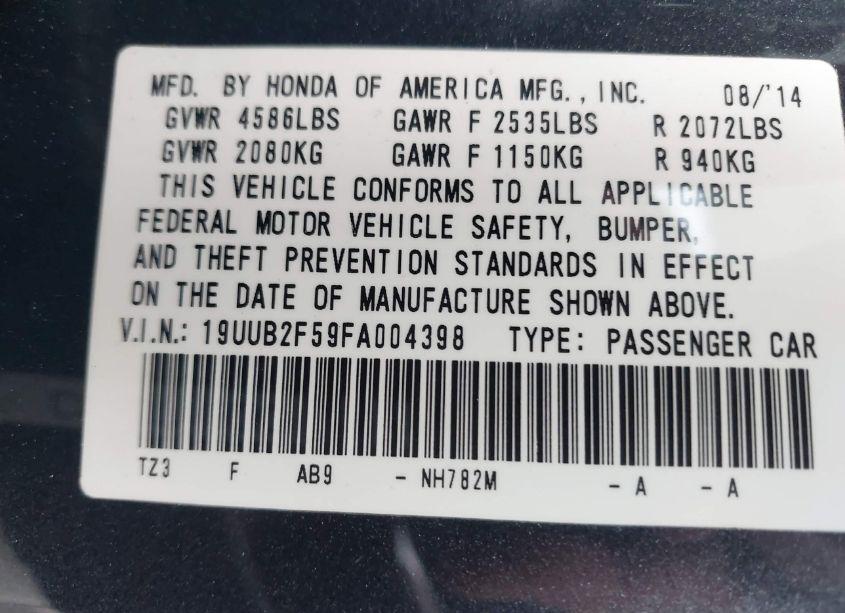 MFD. BY HONDA OF AMERICA MFG., INC. 08/'14
GVWR 4586LBS GAWR F 2535LBS R 2072LBS
GVWR 2080KG GAWR F 1150KG R 940KG
THIS VEHICLE CONFORMS TO ALL APPLICABLE
FEDERAL MOTOR VEHICLE SAFETY, BUMPER,
AND THEFT PREVENTION STANDARDS IN EFFECT
ON THE DATE OF MANUFACTURE SHOWN ABOVE.
V.I.N.: 19UUB2F59FA004398 TYPE: PASSENGER CAR
TZ3 F AB9 - NH782M - A - A